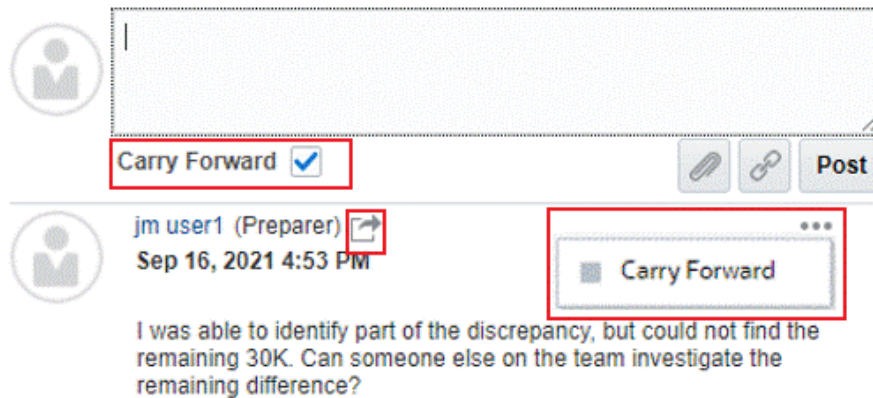 Carry Forward
Post
jm user1 (Preparer)
Sep 16, 2021 4:53 PM
Carry Forward
I was able to identify part of the discrepancy, but could not find the
remaining 30K. Can someone else on the team investigate the
remaining difference?